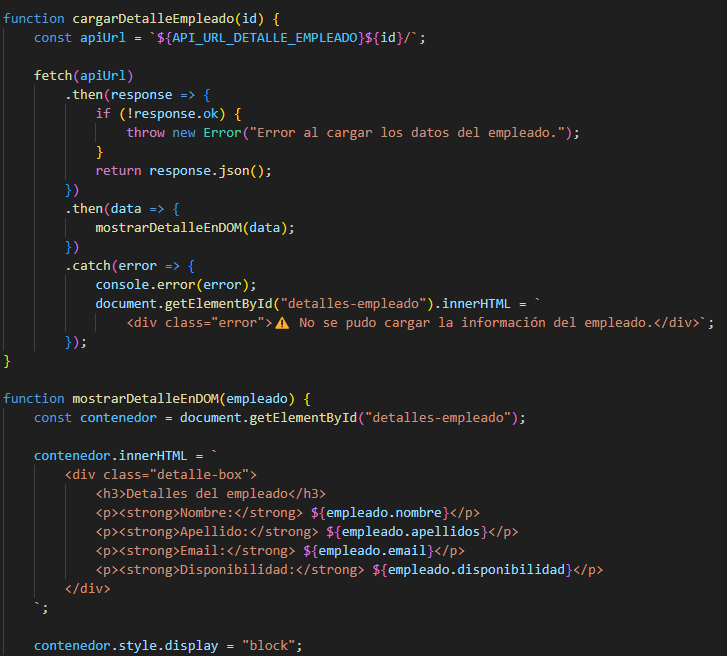 function cargarDetalleEmpleado(id) {
    const apiUrl = `${API_URL_DETALLE_EMPLEADO}${id}/`;

    fetch(apiUrl)
        .then(response => {
            if (!response.ok) {
                throw new Error("Error al cargar los datos del empleado.");
            }
            return response.json();
        })
        .then(data => {
            mostrarDetalleEnDOM(data);
        })
        .catch(error => {
            console.error(error);
            document.getElementById("detalles-empleado").innerHTML = `
                <div class="error">⚠️ No se pudo cargar la información del empleado.</div>`;
        });
}

function mostrarDetalleEnDOM(empleado) {
    const contenedor = document.getElementById("detalles-empleado");

    contenedor.innerHTML = `
        <div class="detalle-box">
            <h3>Detalles del empleado</h3>
            <p><strong>Nombre:</strong> ${empleado.nombre}</p>
            <p><strong>Apellido:</strong> ${empleado.apellidos}</p>
            <p><strong>Email:</strong> ${empleado.email}</p>
            <p><strong>Disponibilidad:</strong> ${empleado.disponibilidad}</p>
        </div>
    `;

    contenedor.style.display = "block";